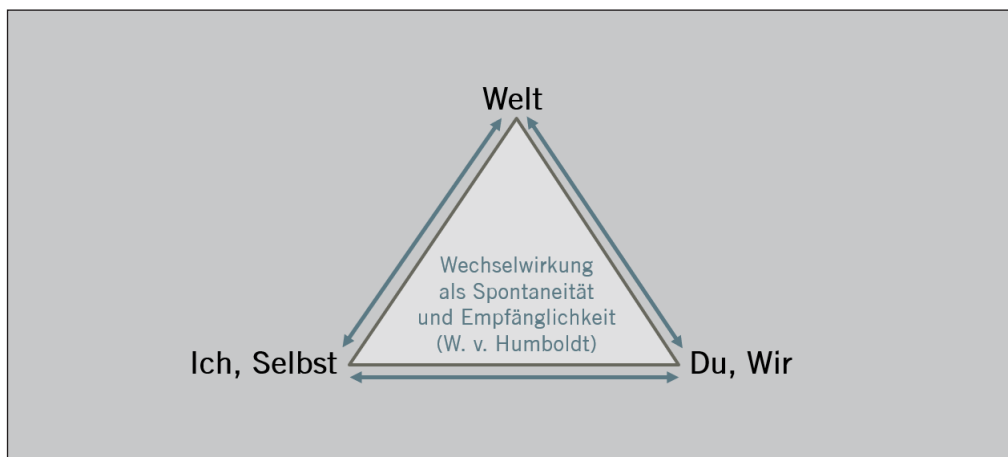 Welt
Wechselwirkung
als Spontaneität
und Empfänglichkeit
(W. v. Humboldt)
Ich, Selbst
Du, Wir